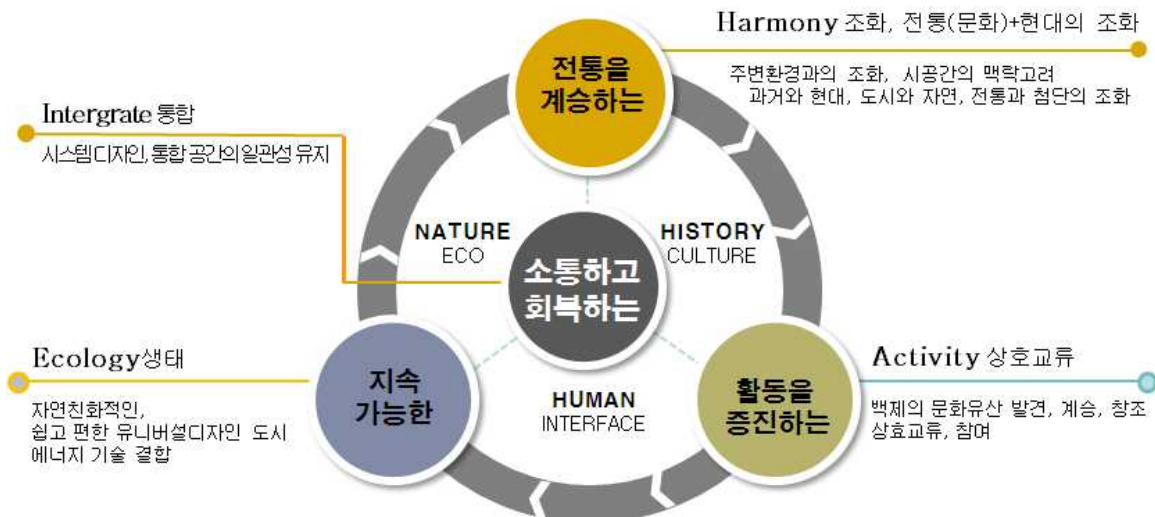 Harmony 조화, 전통(문화)+현대의 조화
주변환경과의 조화, 시공간의 맥락고려
과거와 현대, 도시와 자연, 전통과 첨단의 조화
전통을
계승하는
Intergrate 통합
시스템디자인, 통합 공간의 일관성 유지
NATURE
ECO
HISTORY
CULTURE
소통하고
회복하는
Ecology생태
자연친화적인,
쉽고 편한 유니버설디자인 도시
에너지 기술 결합
지속
가능한
HUMAN
INTERFACE
활동을
증진하는
Activity 상호교류
백제의 문화유산 발견, 계승, 창조
상호교류, 참여